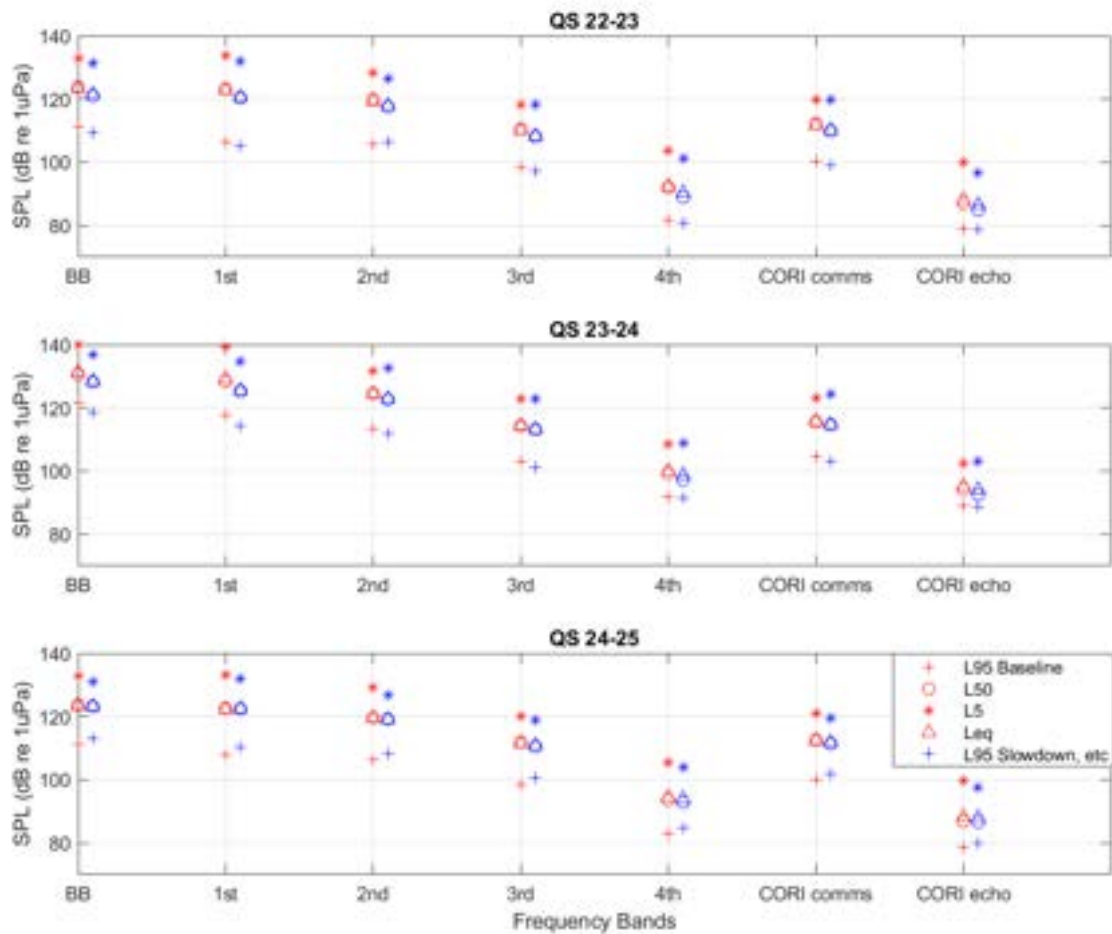 QS 22-23
SPL (dB re 1uPa)
140
120
100
80
BB 1st 2nd 3rd 4th CORI comms CORI echo
QS 23-24
SPL (dB re 1uPa)
140
120
100
80
BB 1st 2nd 3rd 4th CORI comms CORI echo
QS 24-25
SPL (dB re 1uPa)
140
120
100
80
L95 Baseline
L50
L5
Leq
L95 Slowdown, etc
BB 1st 2nd 3rd 4th CORI comms CORI echo
Frequency Bands